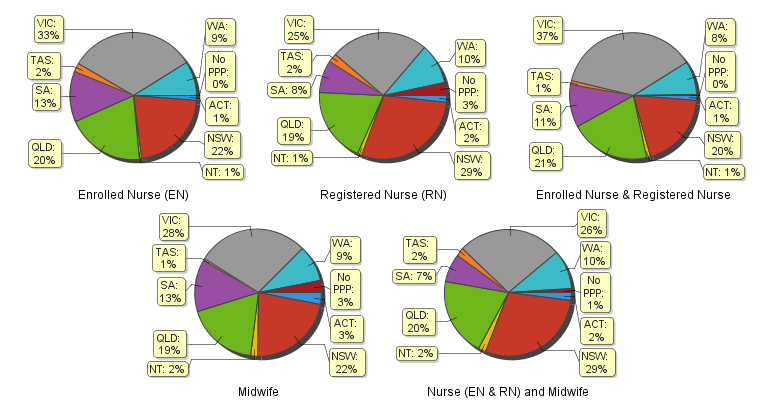 VIC:
33%
WA:
9%
No
PPP:
0%
ACT:
1%
NSW:
22%
NT: 1%
QLD:
20%
SA:
13%
TAS:
2%
Enrolled Nurse (EN)
VIC:
25%
WA:
10%
No
PPP:
3%
ACT:
2%
NSW:
29%
NT: 1%
QLD:
19%
SA: 8%
TAS:
2%
Registered Nurse (RN)
VIC:
37%
WA:
8%
No
PPP:
0%
ACT:
1%
NSW:
20%
NT: 1%
QLD:
21%
SA:
11%
TAS:
1%
Enrolled Nurse & Registered Nurse
VIC:
28%
WA:
9%
No
PPP:
3%
ACT:
3%
NSW:
22%
NT: 2%
QLD:
19%
SA:
13%
TAS:
1%
Midwife
VIC:
26%
WA:
10%
No
PPP:
1%
ACT:
2%
NSW:
29%
NT: 2%
QLD:
20%
SA: 7%
TAS:
2%
Nurse (EN & RN) and Midwife